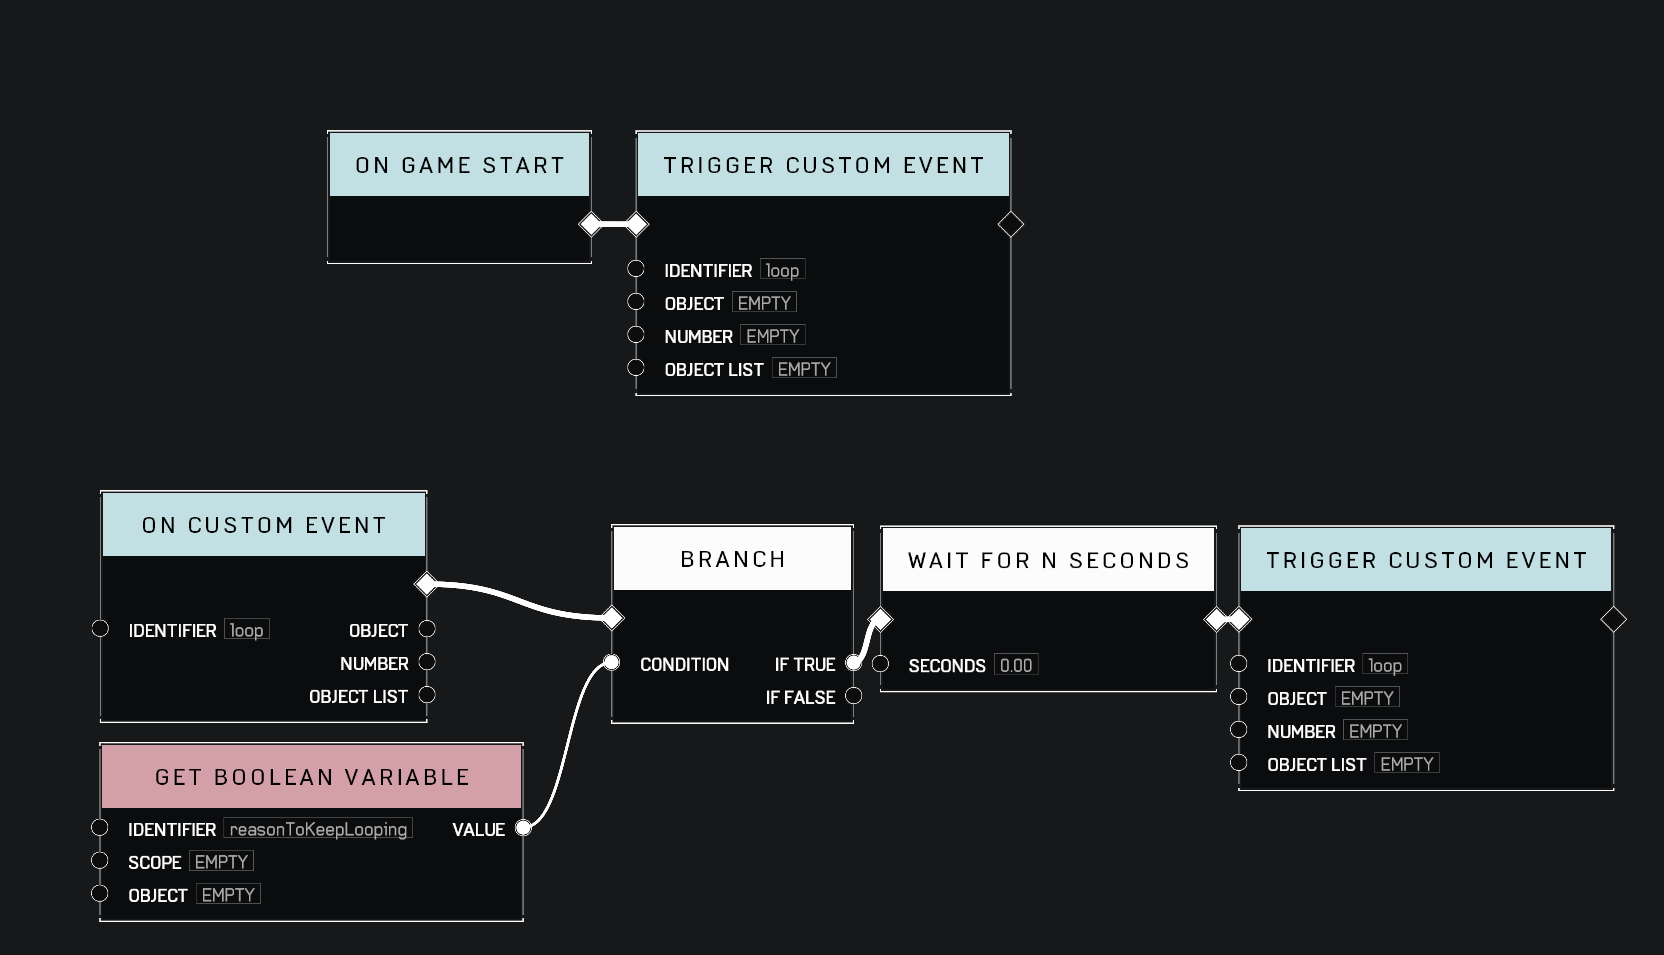 ON GAME START
TRIGGER CUSTOM EVENT
IDENTIFIER loop
OBJECT EMPTY
NUMBER EMPTY
OBJECT LIST EMPTY
ON CUSTOM EVENT
IDENTIFIER loop OBJECT
NUMBER
OBJECT LIST
GET BOOLEAN VARIABLE
IDENTIFIER reasonToKeepLooping VALUE
SCOPE EMPTY
OBJECT EMPTY
BRANCH
CONDITION IF TRUE
IF FALSE
WAIT FOR N SECONDS
SECONDS 0.00
TRIGGER CUSTOM EVENT
IDENTIFIER loop
OBJECT EMPTY
NUMBER EMPTY
OBJECT LIST EMPTY